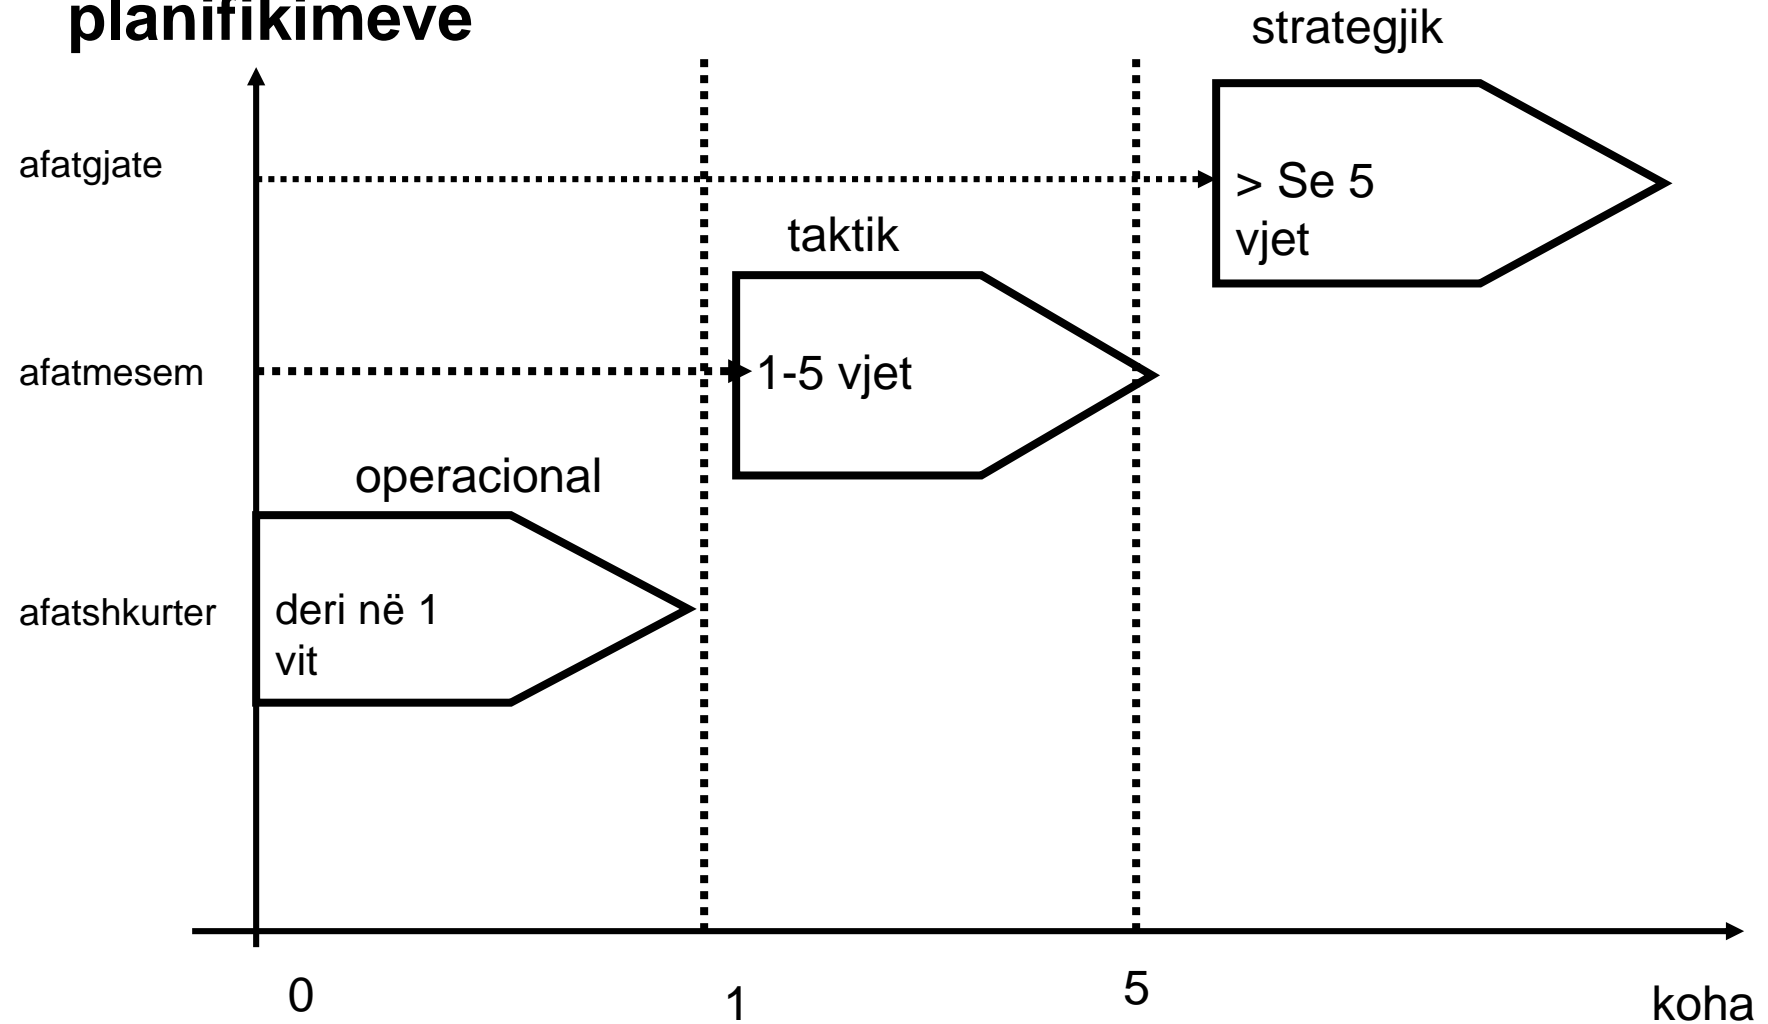 planifikimeve
strategjik
afatgjate
> Se 5
vjet
taktik
afatmesem
1-5 vjet
operacional
afatshkurter
deri në 1
vit
0
1
5
koha